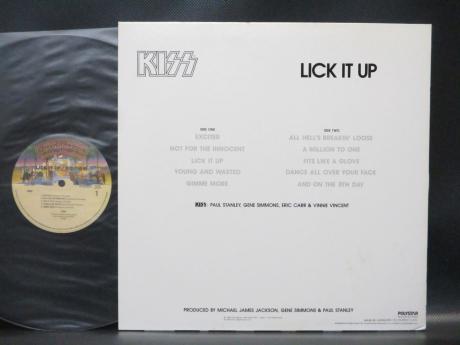 KISS
LICK IT UP
SIDE ONE
EXCITER
NOT FOR THE INNOCENT
LICK IT UP
YOUNG AND WASTED
GIMME MORE
SIDE TWO
ALL HELL'S BREAKIN' LOOSE
A MILLION TO ONE
FITS LIKE A GLOVE
DANCE ALL OVER YOUR FACE
AND ON THE 8TH DAY
KISS: PAUL STANLEY, GENE SIMMONS, ERIC CARR & VINNIE VINCENT
PRODUCED BY MICHAEL JAMES JACKSON, GENE SIMMONS & PAUL STANLEY
POLYSTAR
1